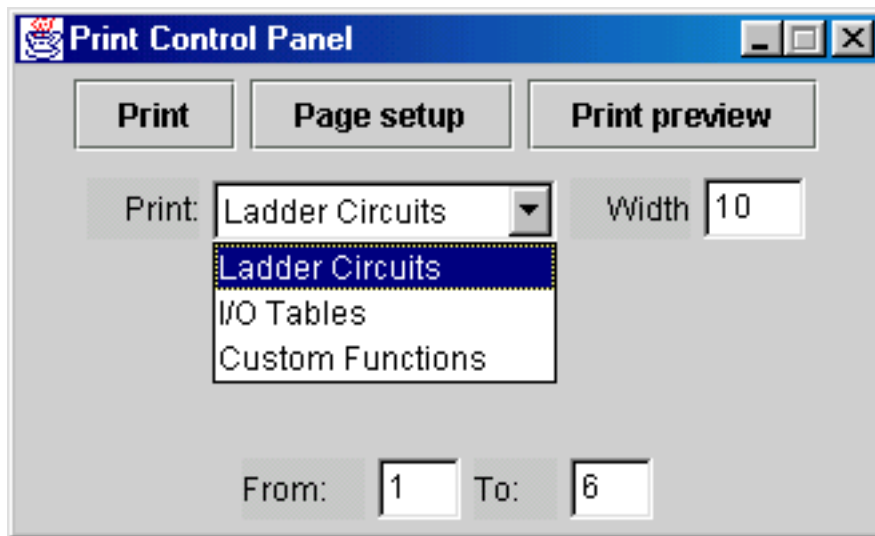 Print Control Panel
Print Page setup Print preview
Print: Ladder Circuits Width 10
Ladder Circuits
I/O Tables
Custom Functions
From: 1 To: 6